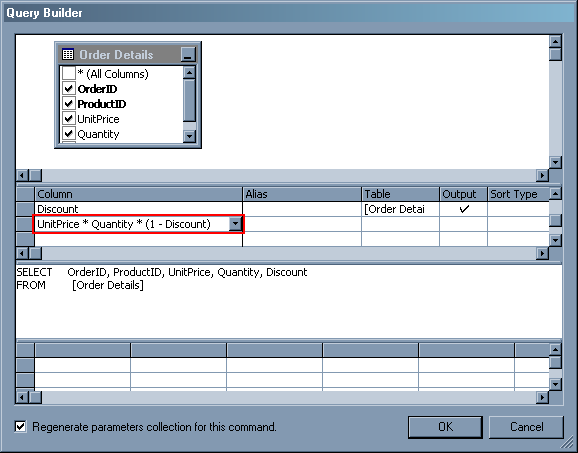 Query Builder
Order Details
* (All Columns)
OrderID
ProductID
UnitPrice
Quantity
Column Alias Table Output Sort Type
Discount [Order Detai
UnitPrice * Quantity * (1 - Discount)
SELECT OrderID, ProductID, UnitPrice, Quantity, Discount
FROM [Order Details]
Regenerate parameters collection for this command.
OK Cancel